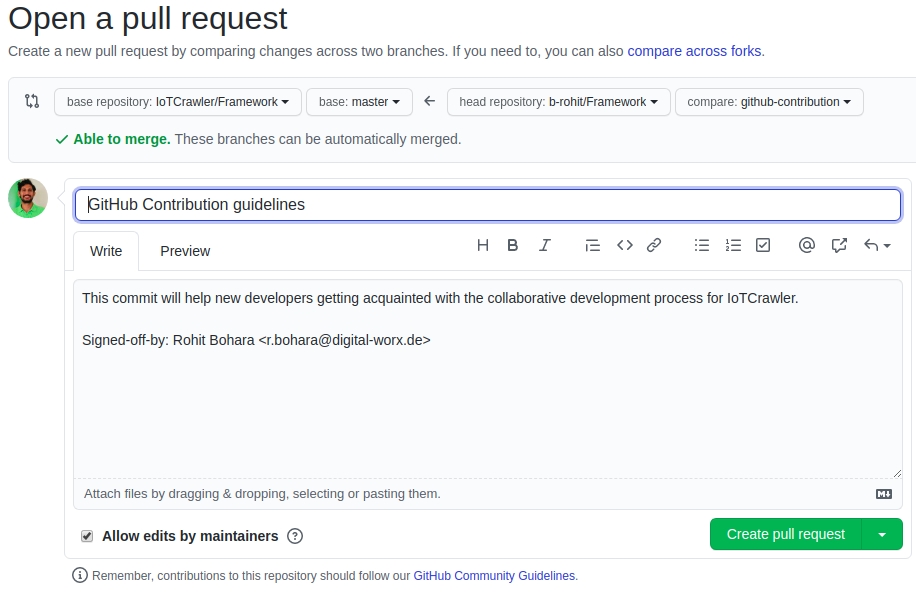 Open a pull request
Create a new pull request by comparing changes across two branches. If you need to, you can also compare across forks.
base repository: IoTCrawler/Framework base: master head repository: b-rohit/Framework compare: github-contribution
Able to merge. These branches can be automatically merged.
GitHub Contribution guidelines
Write Preview
This commit will help new developers getting acquainted with the collaborative development process for IoTCrawler.
Signed-off-by: Rohit Bohara <r.bohara@digital-worx.de>
Attach files by dragging & dropping, selecting or pasting them.
Allow edits by maintainers
Create pull request
Remember, contributions to this repository should follow our GitHub Community Guidelines.